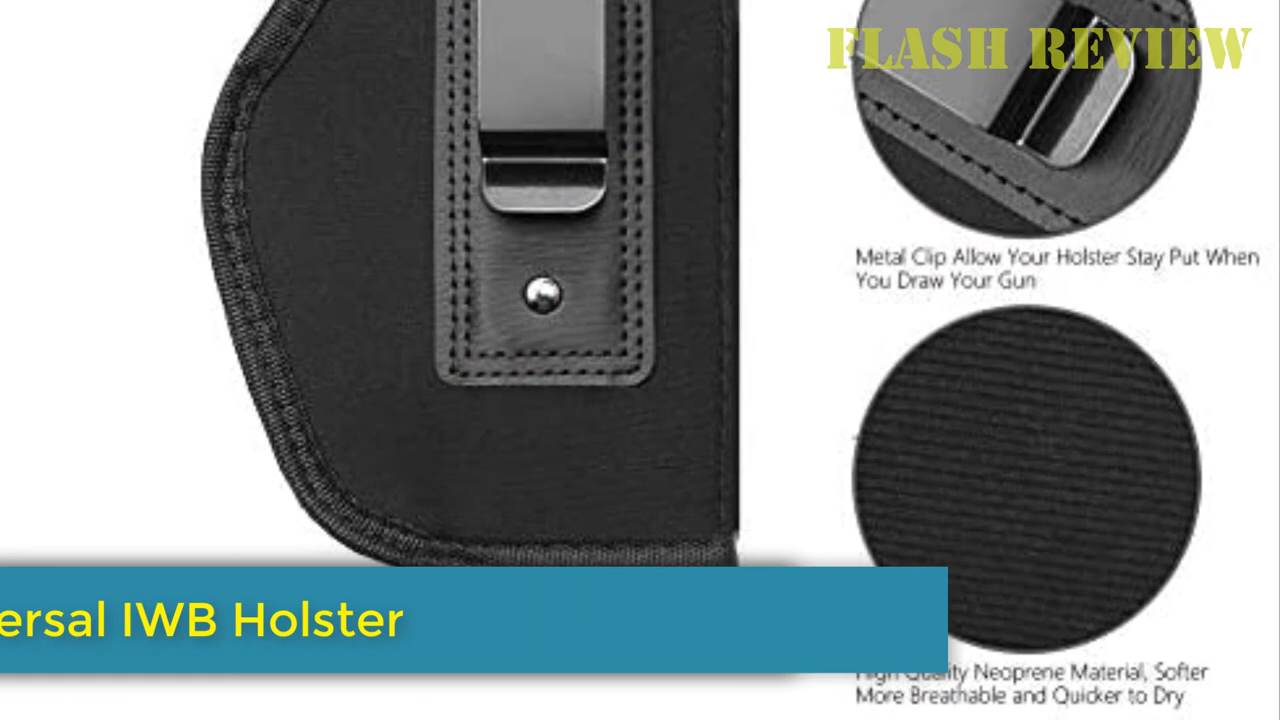 FLASH REVIEW
Metal Clip Allow Your Holster Stay Put When
You Draw Your Gun
ersal IWB Holster
High Quality Neoprene Material, Softer
More Breathable and Quicker to Dry